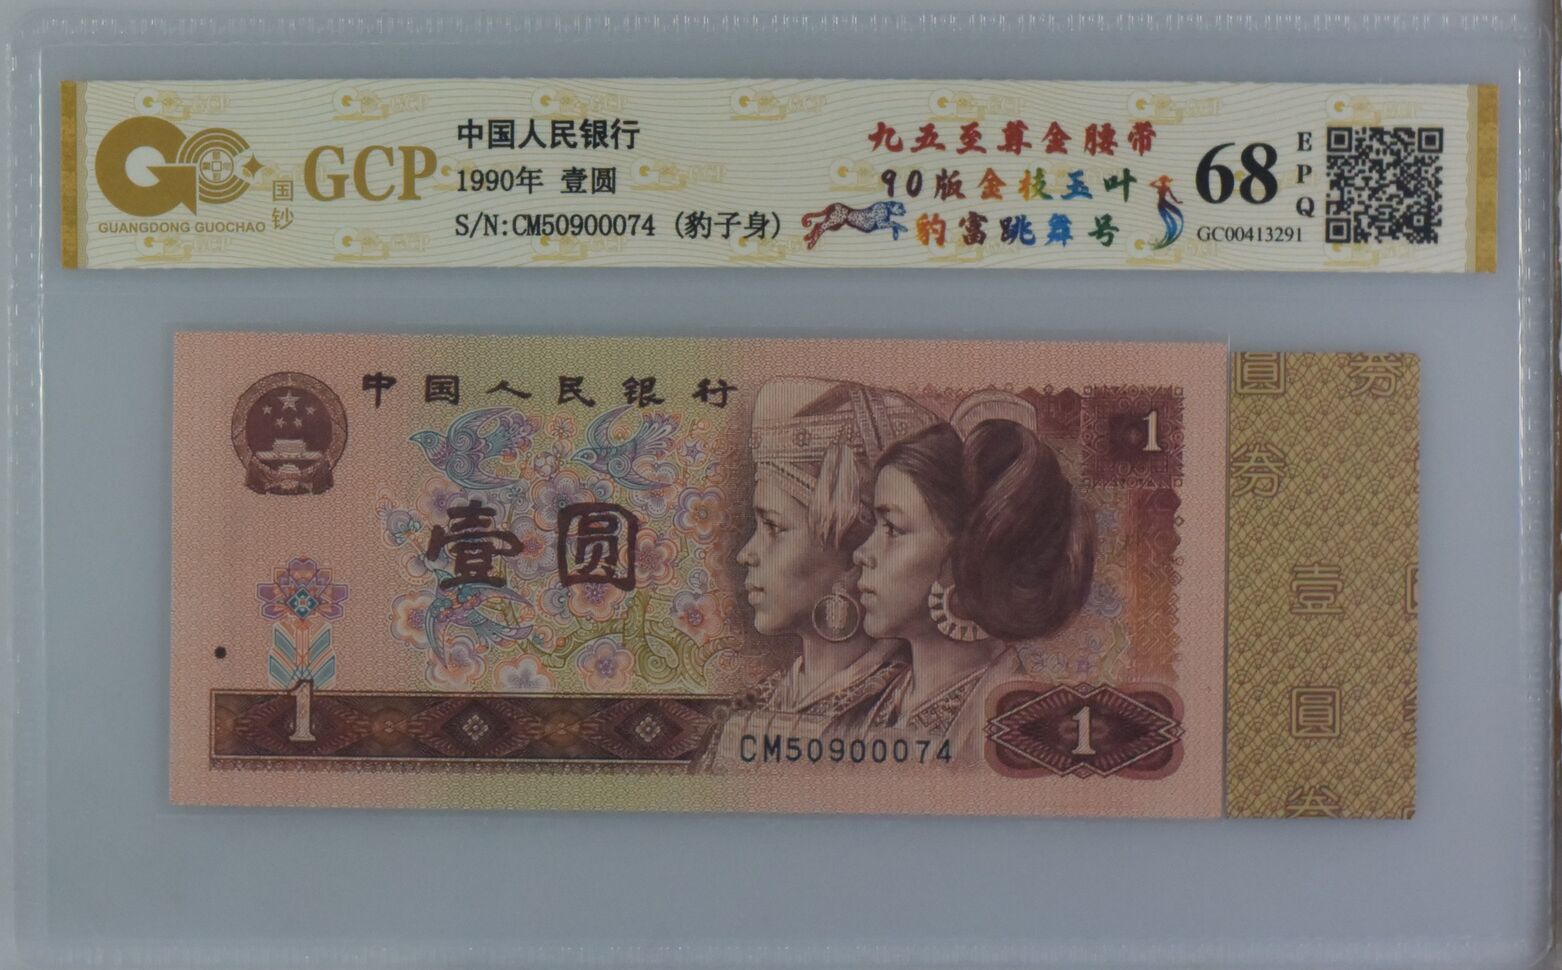 GCP
国钞
GUANGDONG GUOCHAO
中国人民银行
1990年 壹圆
S/N:CM50900074 (豹子身)
九五至尊金腰带
90版金枝玉叶
豹富跳舞号
68
EPQ
GC00413291
中国人民银行
1
壹圆
1
CM50900074
1
圆 券
券
壹
圆
券